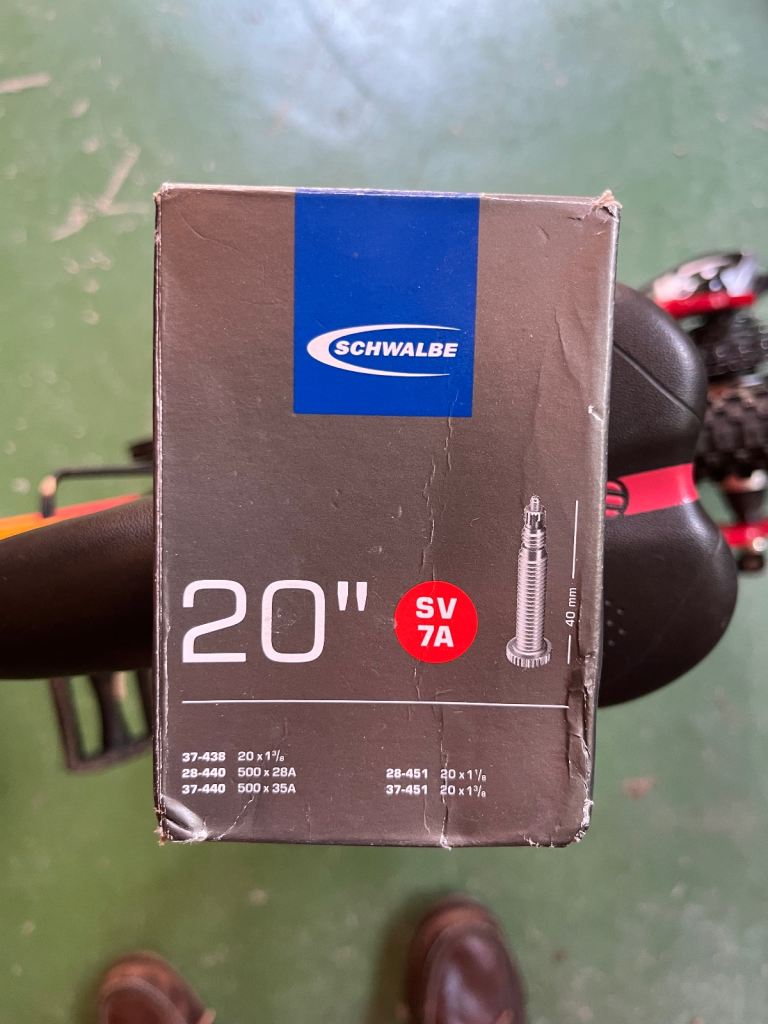 SCHWALBE
20"
SV
7A
40 mm
37-438 20 x 1³/₈
28-440 500 x 28A
37-440 500 x 35A
28-451 20 x 1¹/₈
37-451 20 x 1³/₈